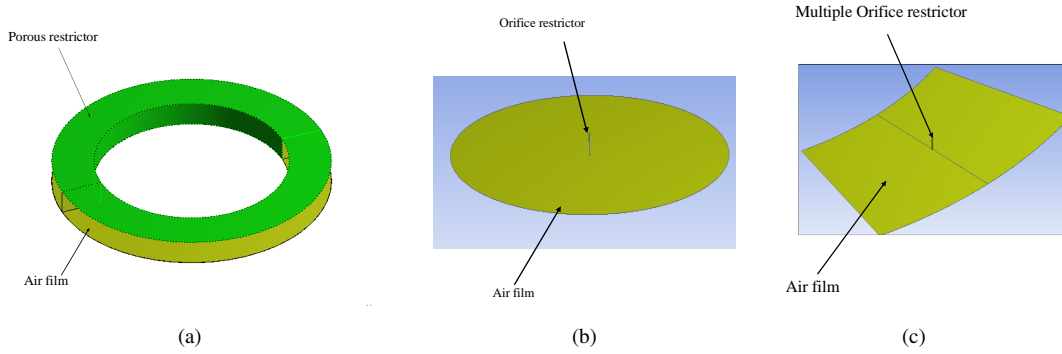 Porous restrictor
Air film
(a)
Orifice restrictor
Air film
(b)
Multiple Orifice restrictor
Air film
(c)